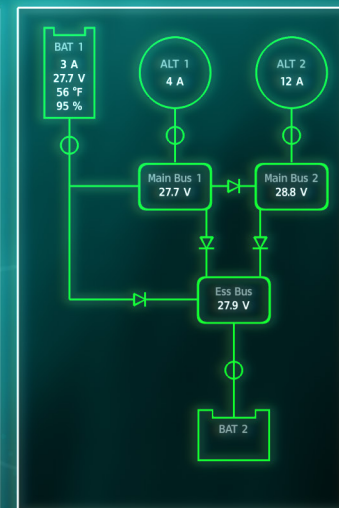 BAT 1
3 A
27.7 V
56 °F
95 %
ALT 1
4 A
ALT 2
12 A
Main Bus 1
27.7 V
Main Bus 2
28.8 V
Ess Bus
27.9 V
BAT 2